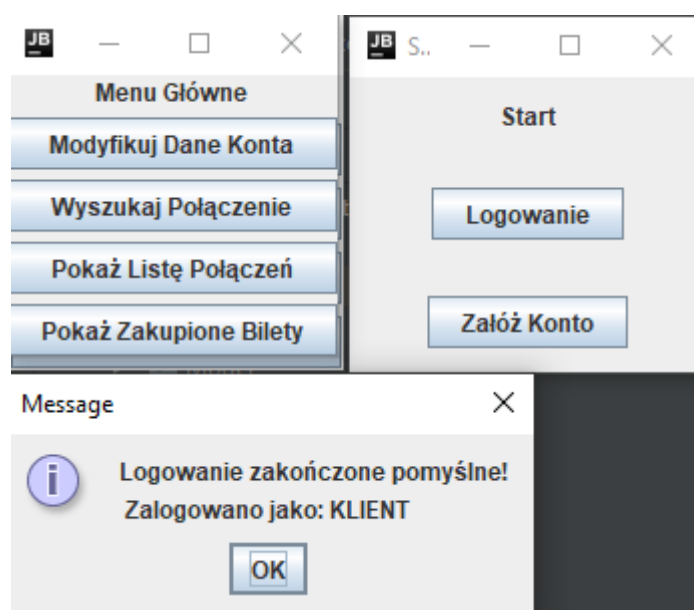 JB
Menu Główne
Modyfikuj Dane Konta
Wyszukaj Połączenie
Pokaż Listę Połączeń
Pokaż Zakupione Bilety
JB S..
Start
Logowanie
Załóż Konto
Message
i
Logowanie zakończone pomyślne!
Zalogowano jako: KLIENT
OK